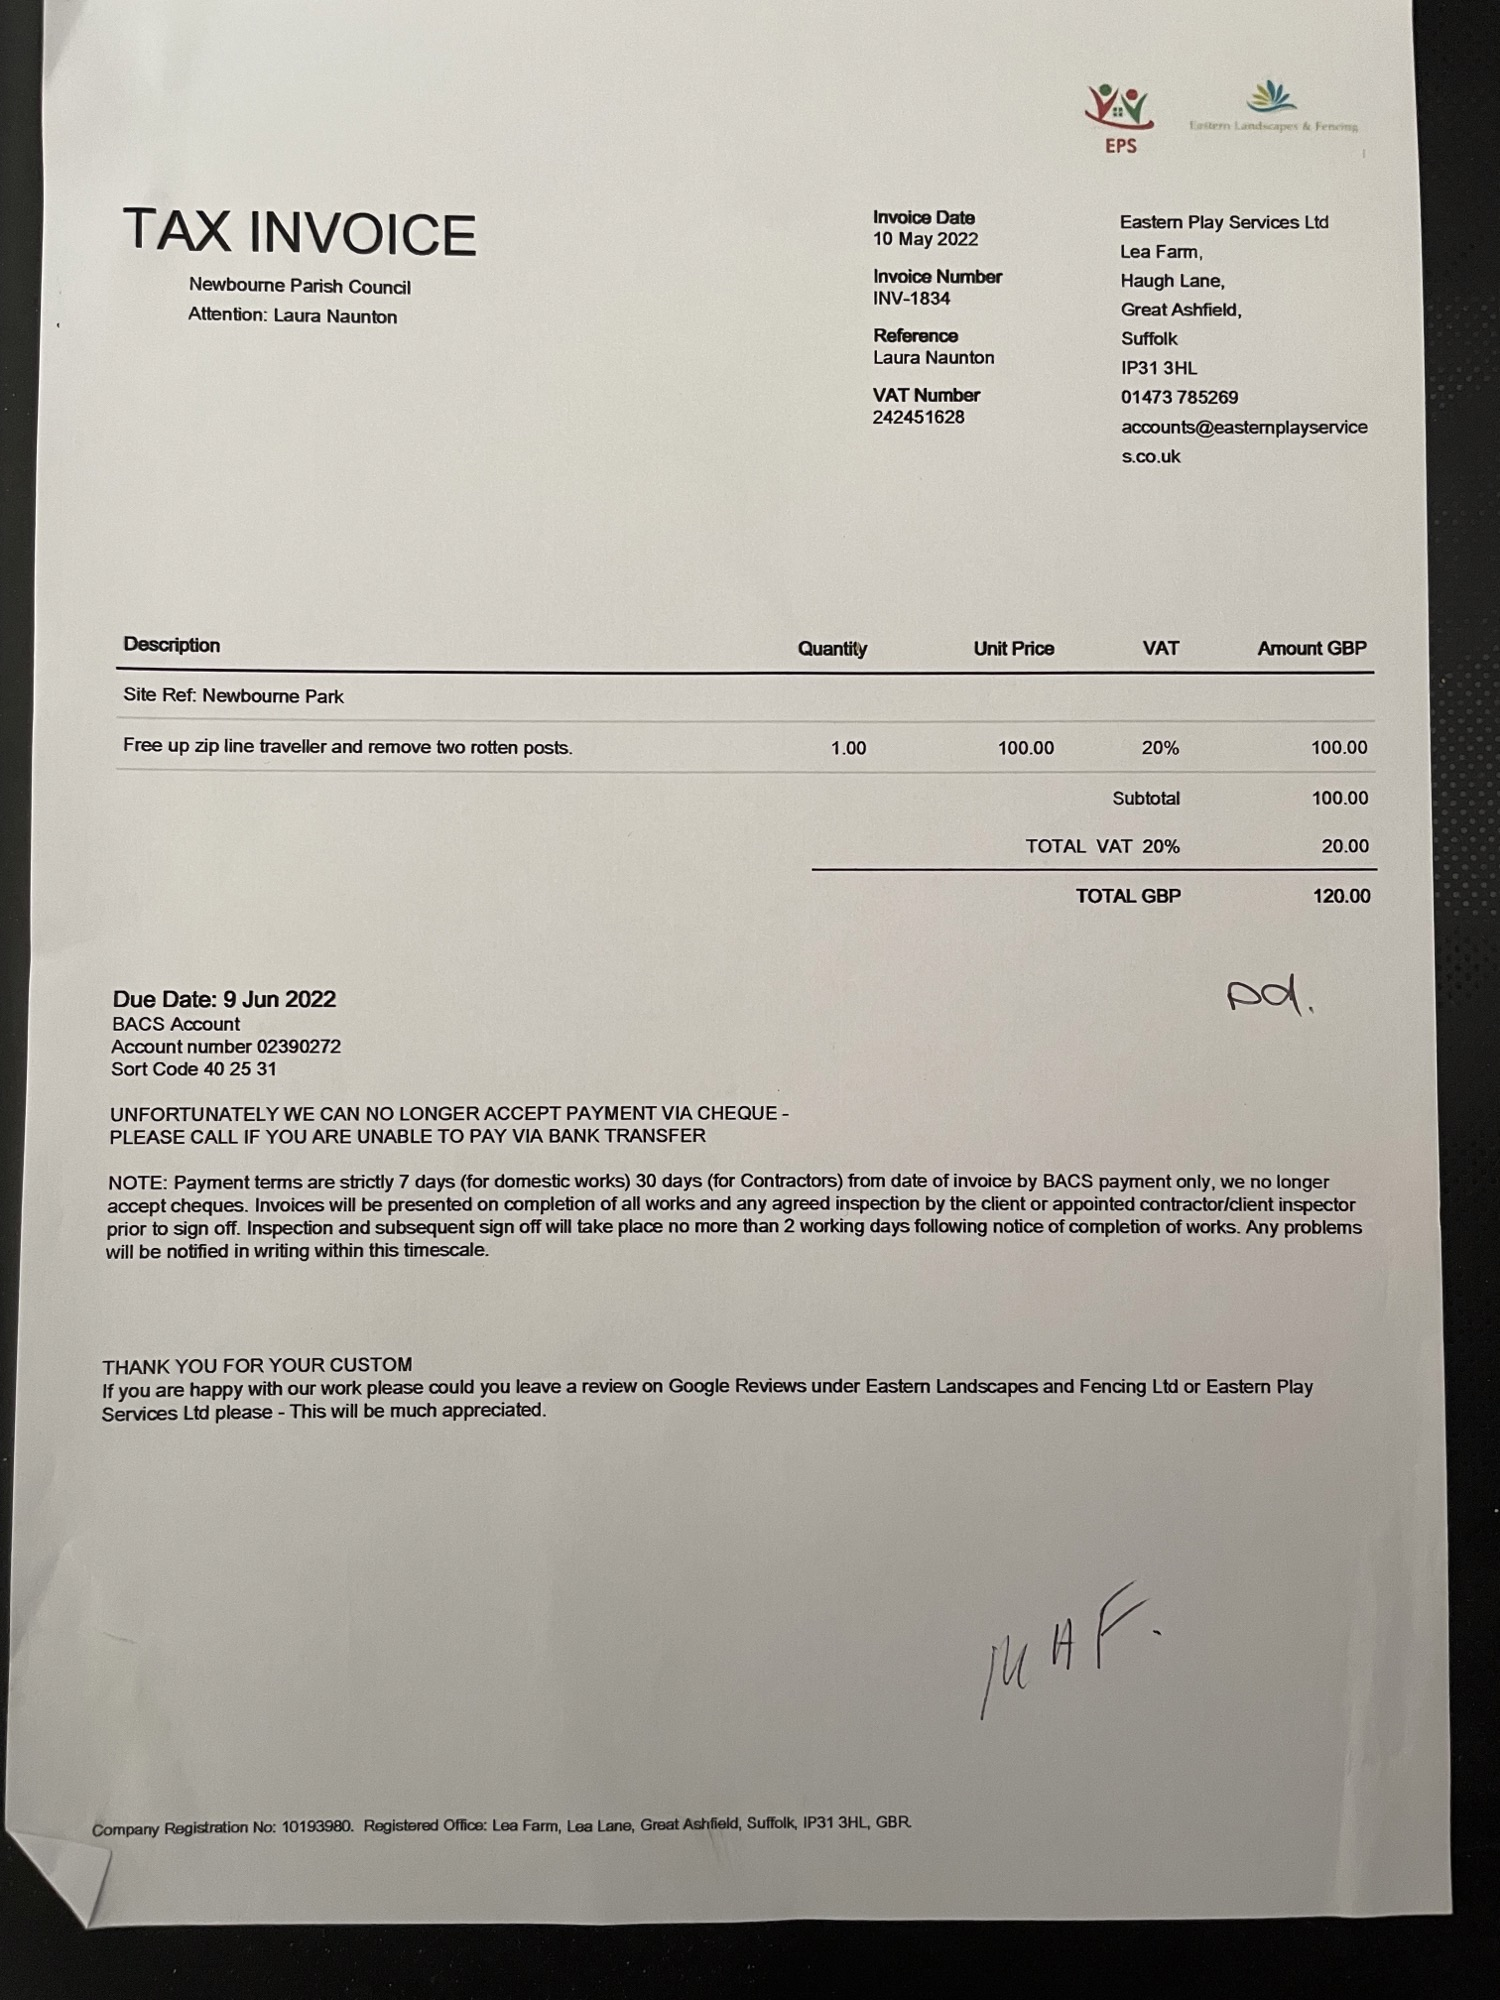 EPS
Eastern Landscapes & Fencing
TAX INVOICE
Newbourne Parish Council
Attention: Laura Naunton
Invoice Date
10 May 2022
Invoice Number
INV-1834
Reference
Laura Naunton
VAT Number
242451628
Eastern Play Services Ltd
Lea Farm,
Haugh Lane,
Great Ashfield,
Suffolk
IP31 3HL
01473 785269
accounts@easternplayservice
s.co.uk
Description Quantity Unit Price VAT Amount GBP
Site Ref: Newbourne Park
Free up zip line traveller and remove two rotten posts. 1.00 100.00 20% 100.00
Subtotal 100.00
TOTAL VAT 20% 20.00
TOTAL GBP 120.00
pd.
Due Date: 9 Jun 2022
BACS Account
Account number 02390272
Sort Code 40 25 31
UNFORTUNATELY WE CAN NO LONGER ACCEPT PAYMENT VIA CHEQUE -
PLEASE CALL IF YOU ARE UNABLE TO PAY VIA BANK TRANSFER
NOTE: Payment terms are strictly 7 days (for domestic works) 30 days (for Contractors) from date of invoice by BACS payment only, we no longer
accept cheques. Invoices will be presented on completion of all works and any agreed inspection by the client or appointed contractor/client inspector
prior to sign off. Inspection and subsequent sign off will take place no more than 2 working days following notice of completion of works. Any problems
will be notified in writing within this timescale.
THANK YOU FOR YOUR CUSTOM
If you are happy with our work please could you leave a review on Google Reviews under Eastern Landscapes and Fencing Ltd or Eastern Play
Services Ltd please - This will be much appreciated.
M A F.
Company Registration No: 10193980. Registered Office: Lea Farm, Lea Lane, Great Ashfield, Suffolk, IP31 3HL, GBR.